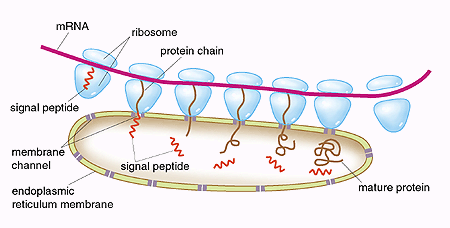 mRNA
ribosome
protein chain
signal peptide
membrane
channel
signal peptide
endoplasmic
reticulum membrane
mature protein